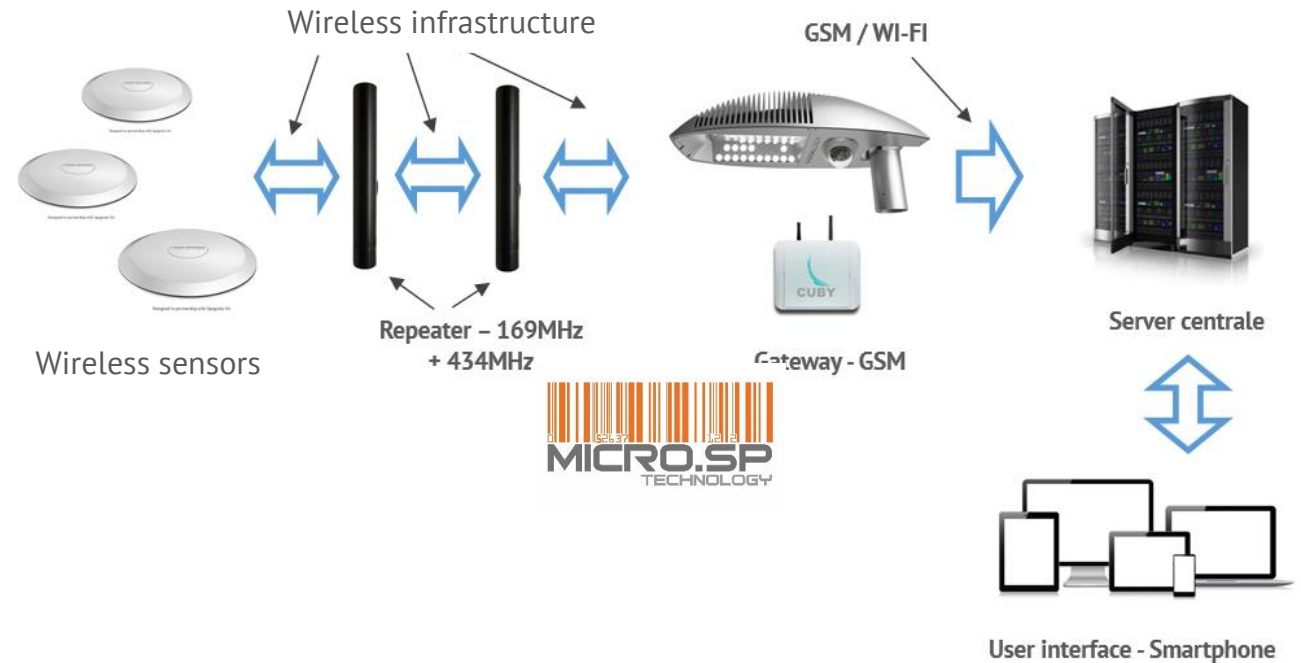 Wireless infrastructure
GSM / WI-FI
CUBY
Repeater – 169MHz
+ 434MHz
Gateway - GSM
Server centrale
Wireless sensors
MICRO.SP
TECHNOLOGY
User interface - Smartphone